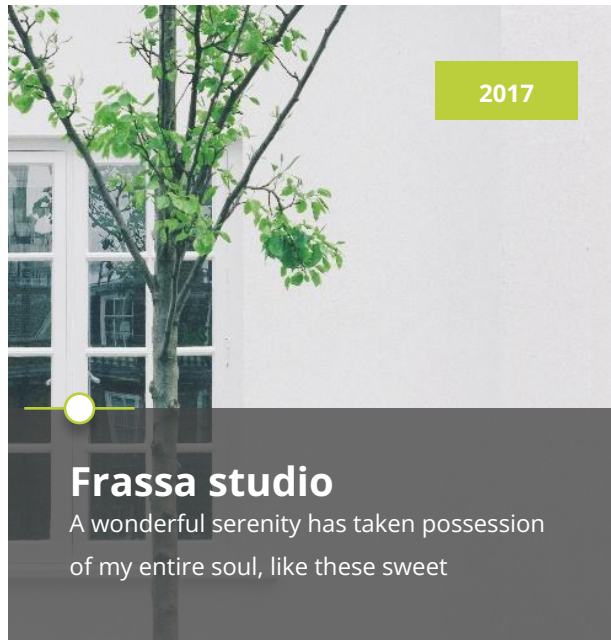 2017
Frassa studio
A wonderful serenity has taken possession
of my entire soul, like these sweet